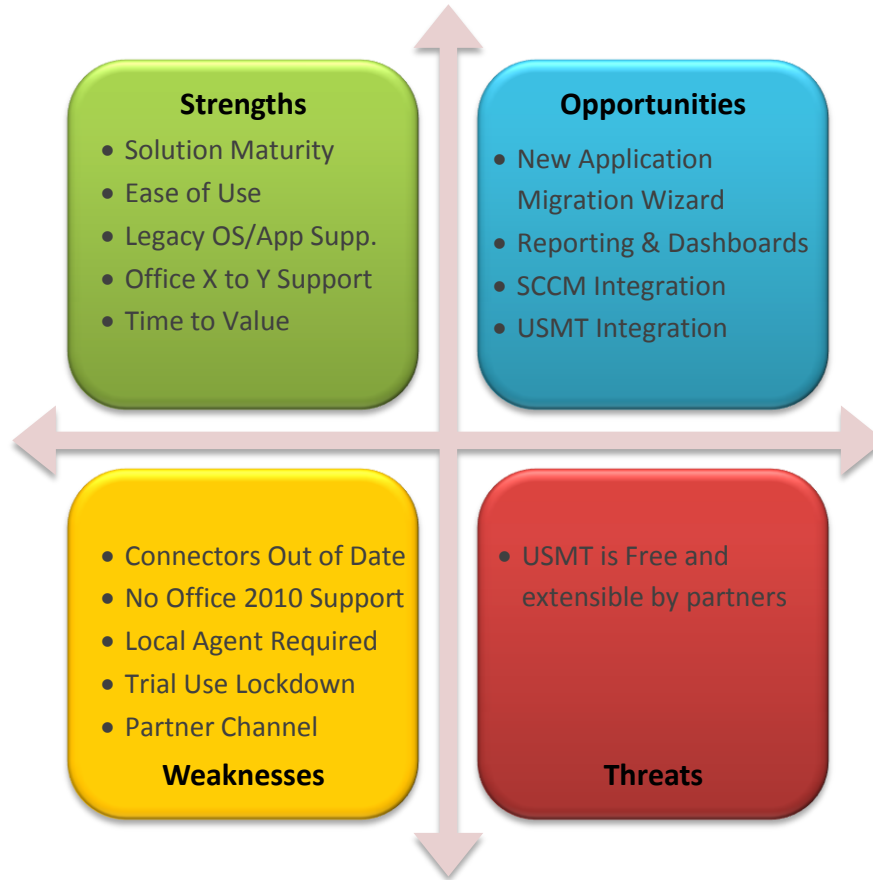 Strengths
• Solution Maturity
• Ease of Use
• Legacy OS/App Supp.
• Office X to Y Support
• Time to Value
Opportunities
• New Application
Migration Wizard
• Reporting & Dashboards
• SCCM Integration
• USMT Integration
• Connectors Out of Date
• No Office 2010 Support
• Local Agent Required
• Trial Use Lockdown
• Partner Channel
Weaknesses
• USMT is Free and
extensible by partners
Threats